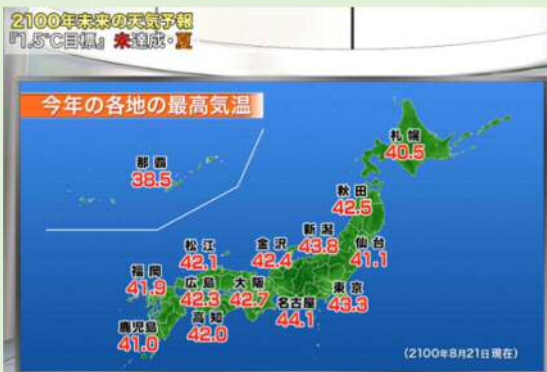 2100年未来の天気予報
『1.5℃目標』 未達成・夏
今年の各地の最高気温
札幌
40.5
那覇
38.5
秋田
42.5
新潟
43.8
仙台
41.1
金沢
42.4
松江
42.1
福岡
41.9
広島
42.3
大阪
42.7
東京
43.3
名古屋
44.1
高知
42.0
鹿児島
41.0
(2100年8月21日現在)